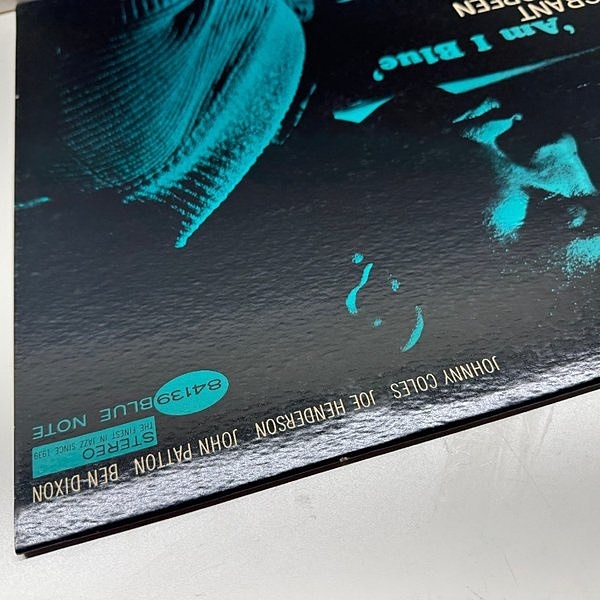 BEN DIXON JOHN PATTON JOE HENDERSON JOHNNY COLES
STEREO
THE FINEST IN JAZZ SINCE 1939
BLUE NOTE 84139
'Am I Blue'
GRANT
GREEN